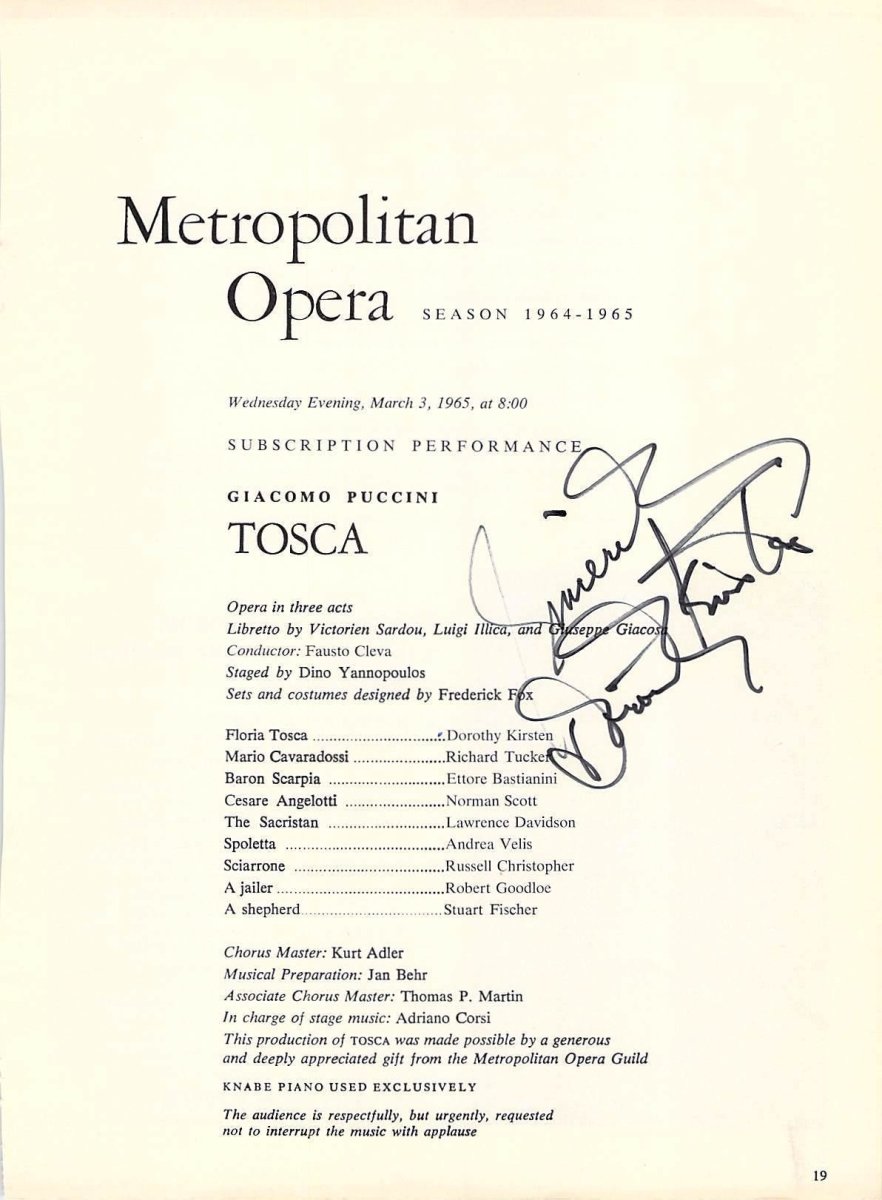 Metropolitan
Opera SEASON 1964-1965
Wednesday Evening, March 3, 1965, at 8:00
SUBSCRIPTION PERFORMANCE
GIACOMO PUCCINI
TOSCA
Opera in three acts
Libretto by Victorien Sardou, Luigi Illica, and Giuseppe Giacosa
Conductor: Fausto Cleva
Staged by Dino Yannopoulos
Sets and costumes designed by Frederick Fox
Sincerely
Dorothy Kirsten
Floria Tosca ............................Dorothy Kirsten
Mario Cavaradossi .....................Richard Tucker
Baron Scarpia ..........................Ettore Bastianini
Cesare Angelotti .......................Norman Scott
The Sacristan ..........................Lawrence Davidson
Spoletta ....................................Andrea Velis
Sciarrone ..................................Russell Christopher
A jailer ......................................Robert Goodloe
A shepherd................................Stuart Fischer
Chorus Master: Kurt Adler
Musical Preparation: Jan Behr
Associate Chorus Master: Thomas P. Martin
In charge of stage music: Adriano Corsi
This production of TOSCA was made possible by a generous
and deeply appreciated gift from the Metropolitan Opera Guild
KNABE PIANO USED EXCLUSIVELY
The audience is respectfully, but urgently, requested
not to interrupt the music with applause
19